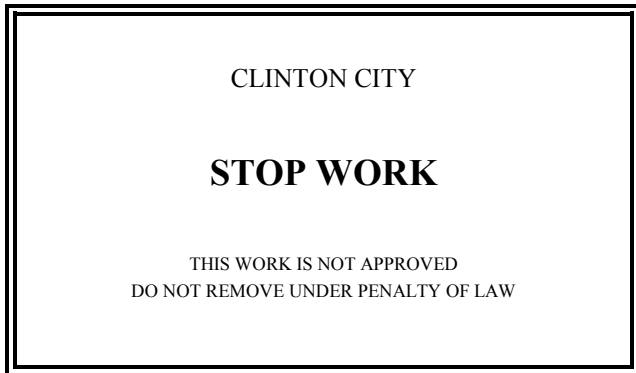 CLINTON CITY
STOP WORK
THIS WORK IS NOT APPROVED
DO NOT REMOVE UNDER PENALTY OF LAW